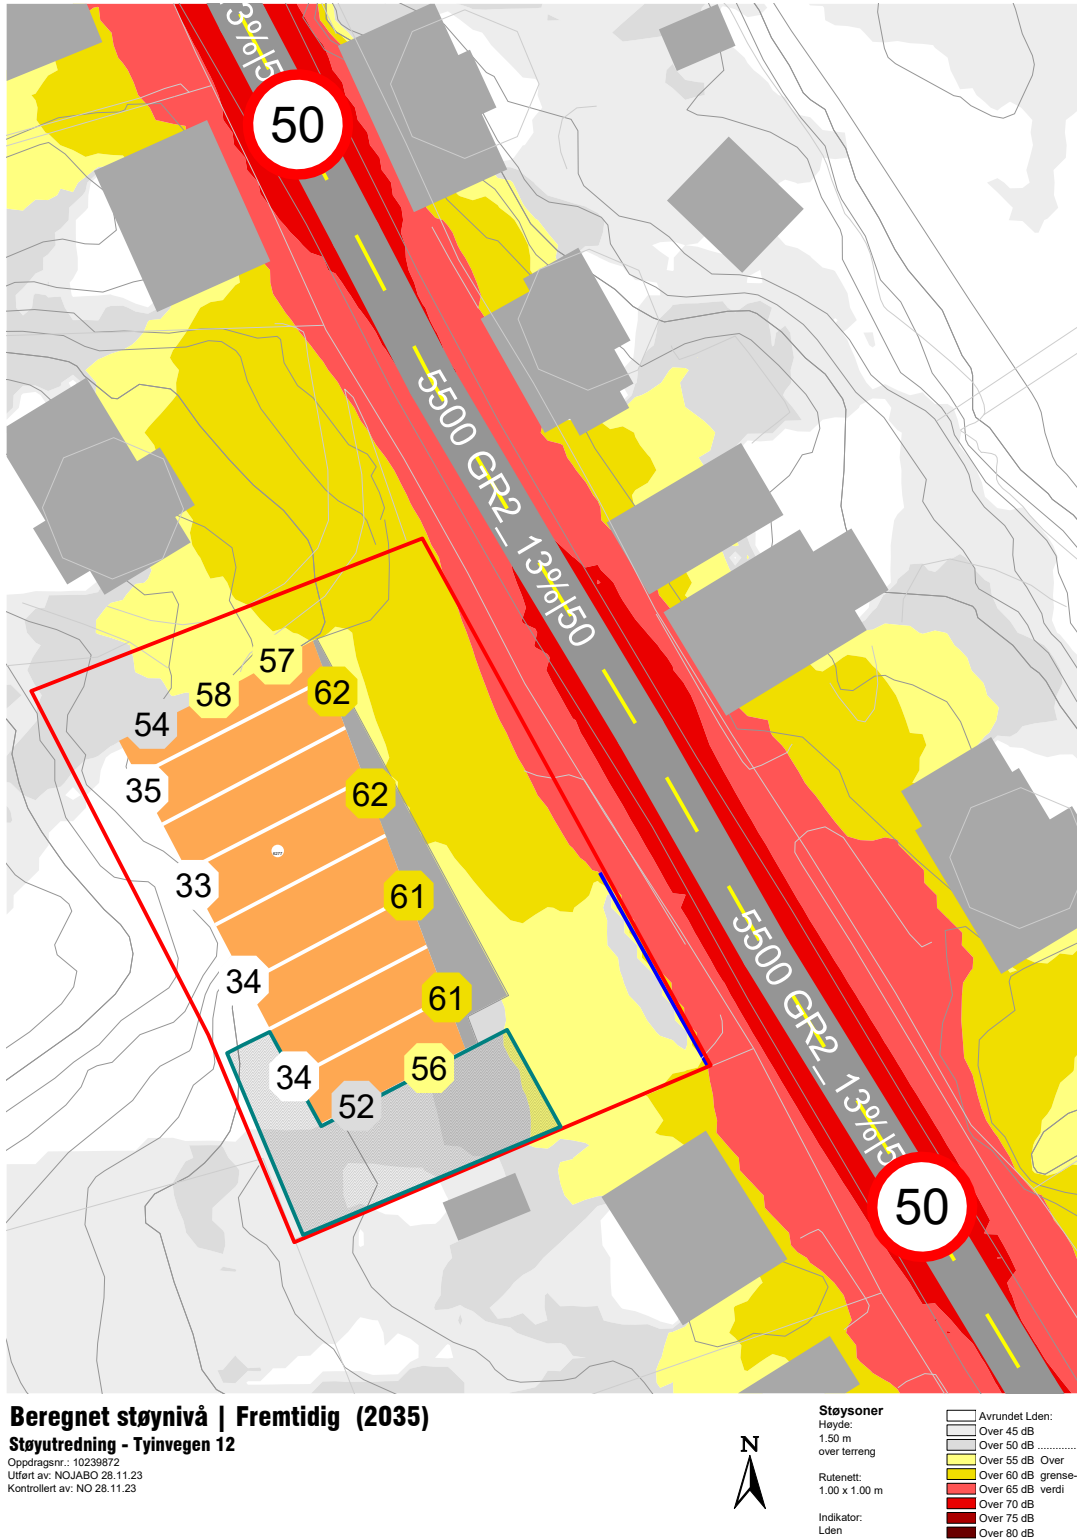 3%|5
50
5500 GR2_ 13%|50
57
58
62
54
35
62
33
61
34
61
34
56
52
5500 GR2_ 13%|5
50
Beregnet støynivå | Fremtidig (2035)
Støyutredning - Tyinvegen 12
Oppdragsnr.: 10239872
Utført av: NOJABO 28.11.23
Kontrollert av: NO 28.11.23
N
Støysoner
Høyde:
1.50 m
over terreng
Rutenett:
1.00 x 1.00 m
Indikator:
Lden
Avrundet Lden:
Over 45 dB
Over 50 dB ............
Over 55 dB Over
Over 60 dB grense-
Over 65 dB verdi
Over 70 dB
Over 75 dB
Over 80 dB